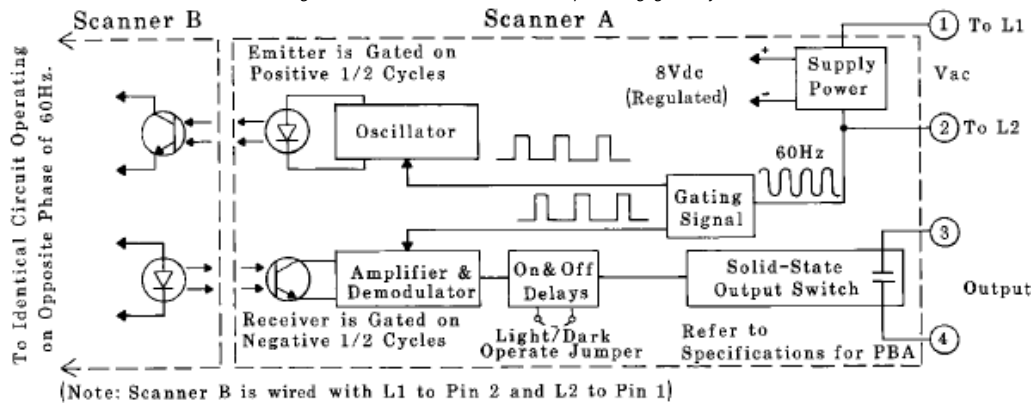 Scanner B
Scanner A
To Identical Circuit Operating
on Opposite Phase of 60Hz.
Emitter is Gated on
Positive 1/2 Cycles
Oscillator
8Vdc
(Regulated)
+
-
Supply
Power
1 To L1
Vac
2 To L2
60Hz
Gating
Signal
Amplifier &
Demodulator
On & Off
Delays
Solid-State
Output Switch
3
Output
4
Receiver is Gated on
Negative 1/2 Cycles
Light/Dark
Operate Jumper
Refer to
Specifications for PBA
(Note: Scanner B is wired with L1 to Pin 2 and L2 to Pin 1)